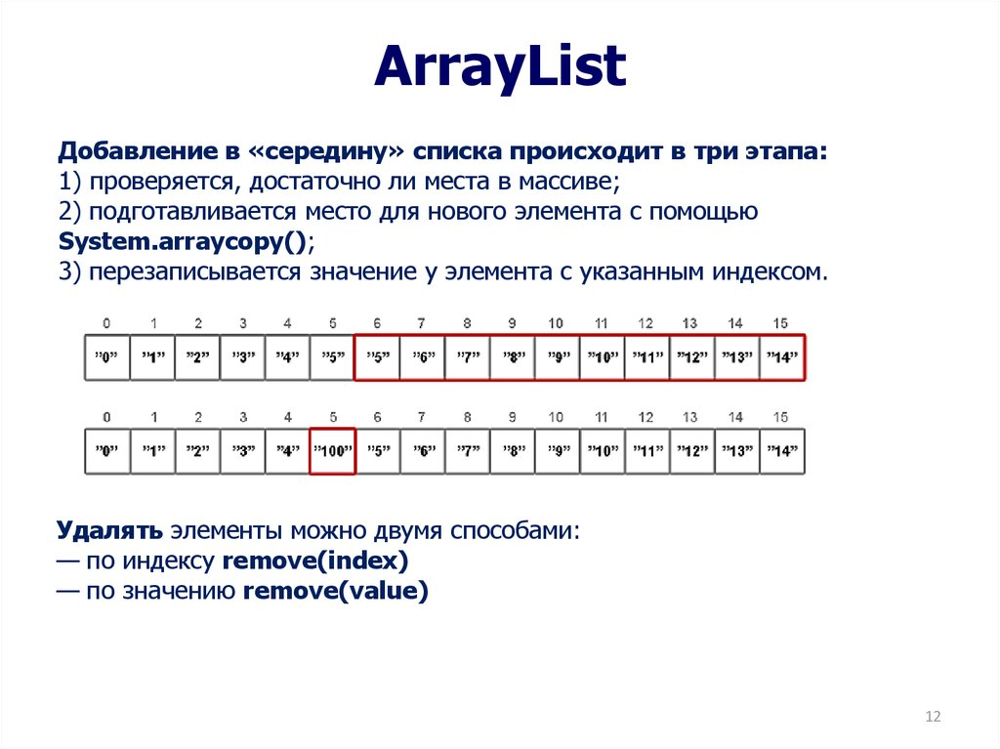 ArrayList
Добавление в «середину» списка происходит в три этапа:
1) проверяется, достаточно ли места в массиве;
2) подготавливается место для нового элемента с помощью
System.arraycopy();
3) перезаписывается значение у элемента с указанным индексом.
0 1 2 3 4 5 6 7 8 9 10 11 12 13 14 15
”0” ”1” ”2” ”3” ”4” ”5” ”5” ”6” ”7” ”8” ”9” ”10” ”11” ”12” ”13” ”14”
0 1 2 3 4 5 6 7 8 9 10 11 12 13 14 15
”0” ”1” ”2” ”3” ”4” ”100” ”5” ”6” ”7” ”8” ”9” ”10” ”11” ”12” ”13” ”14”
Удалять элементы можно двумя способами:
— по индексу remove(index)
— по значению remove(value)
12